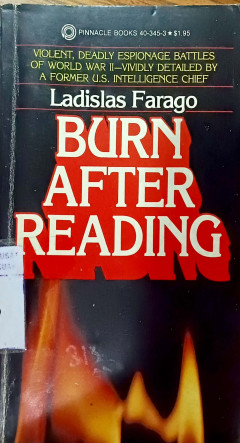 PINNACLE BOOKS 40-345-3 ★ $1.95
VIOLENT, DEADLY ESPIONAGE BATTLES
OF WORLD WAR II—VIVIDLY DETAILED BY
A FORMER U.S. INTELLIGENCE CHIEF
Ladislas Farago
BURN
AFTER
READING